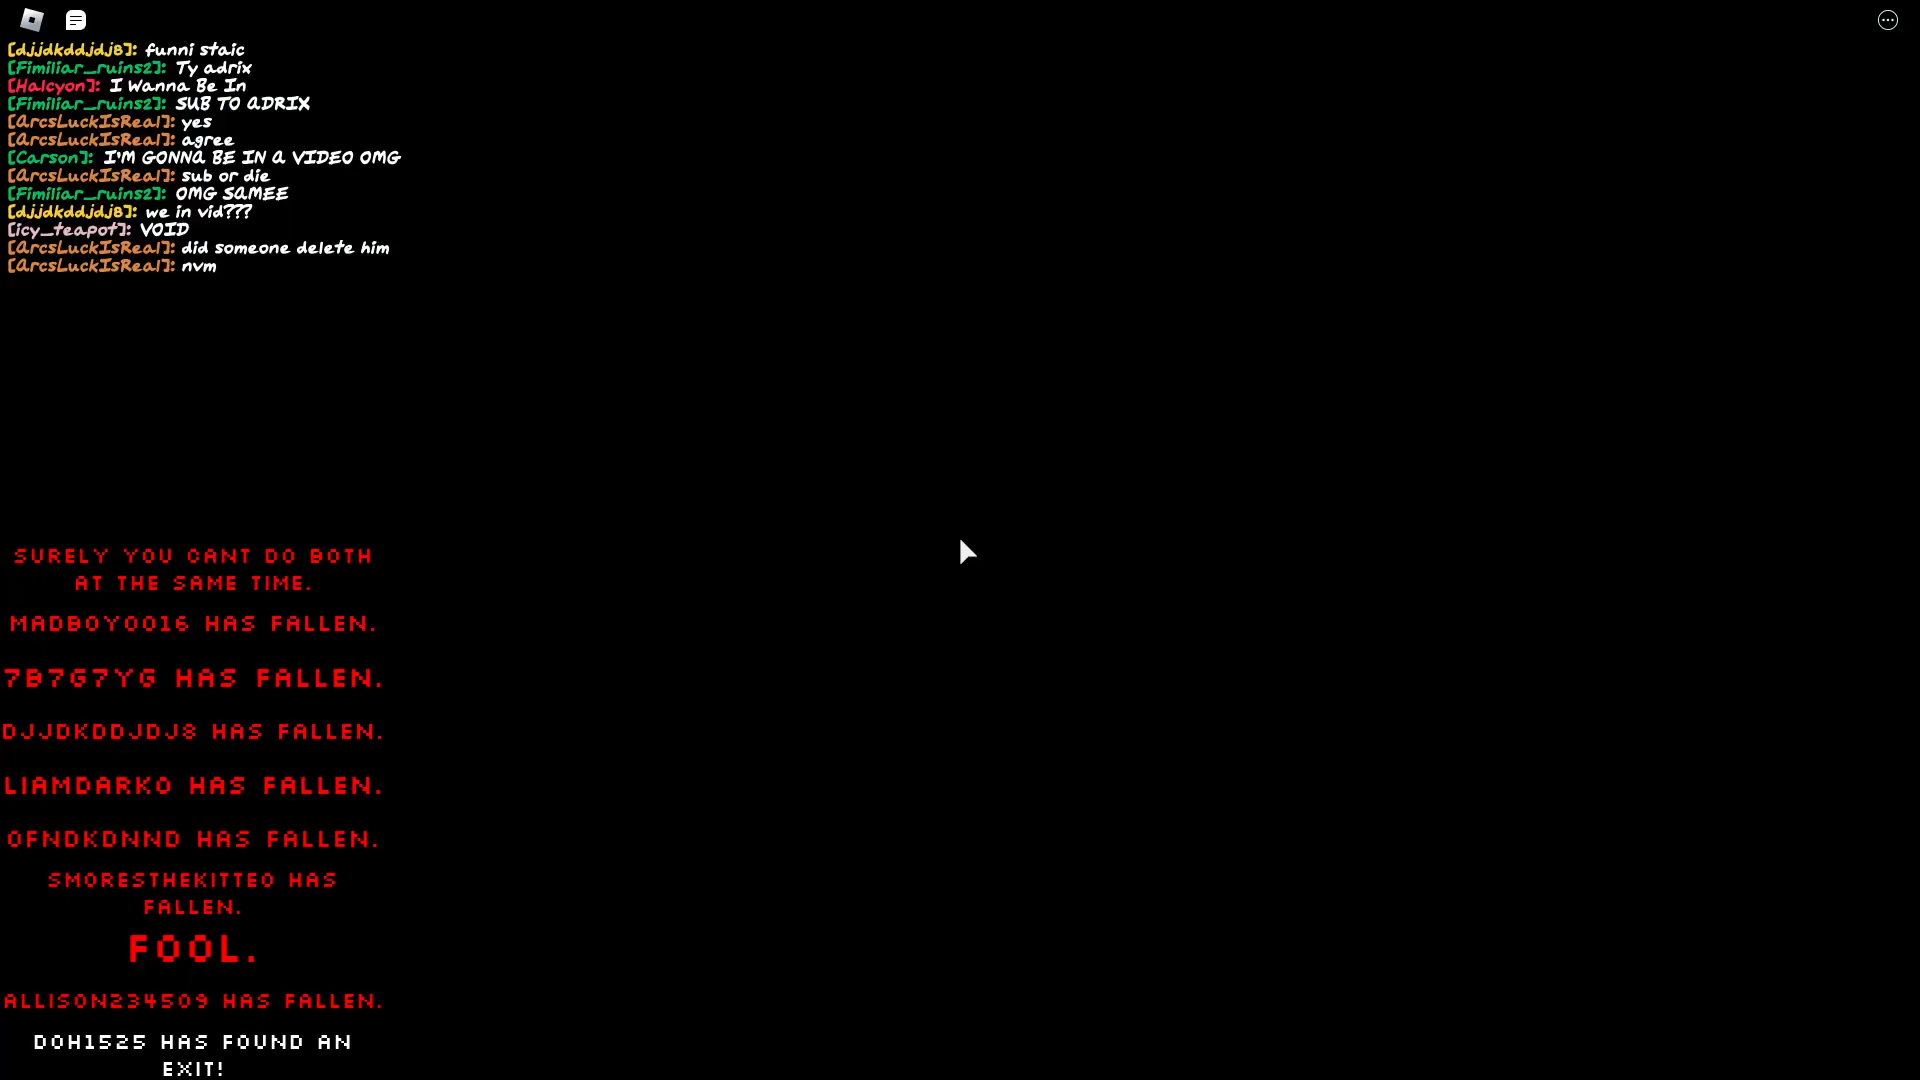 [djjdkddjdj8]: funni staic
[Fimiliar_ruins2]: Ty adrix
[Halcyon]: I Wanna Be In
[Fimiliar_ruins2]: SUB TO ADRIX
[ArcsLuckIsReal]: yes
[ArcsLuckIsReal]: agree
[Carson]: I'M GONNA BE IN A VIDEO OMG
[ArcsLuckIsReal]: sub or die
[Fimiliar_ruins2]: OMG SAMEE
[djjdkddjdj8]: we in vid???
[icy_teapot]: VOID
[ArcsLuckIsReal]: did someone delete him
[ArcsLuckIsReal]: nvm
SURELY YOU CANT DO BOTH
AT THE SAME TIME.
MADBOY0016 HAS FALLEN.
7B7G7YG HAS FALLEN.
DJJDKDDJDJ8 HAS FALLEN.
LIAMDARKO HAS FALLEN.
OFNDKDNND HAS FALLEN.
SMORESTHEKITTEO HAS
FALLEN.
FOOL.
ALLISON234509 HAS FALLEN.
DOH1525 HAS FOUND AN
EXIT!